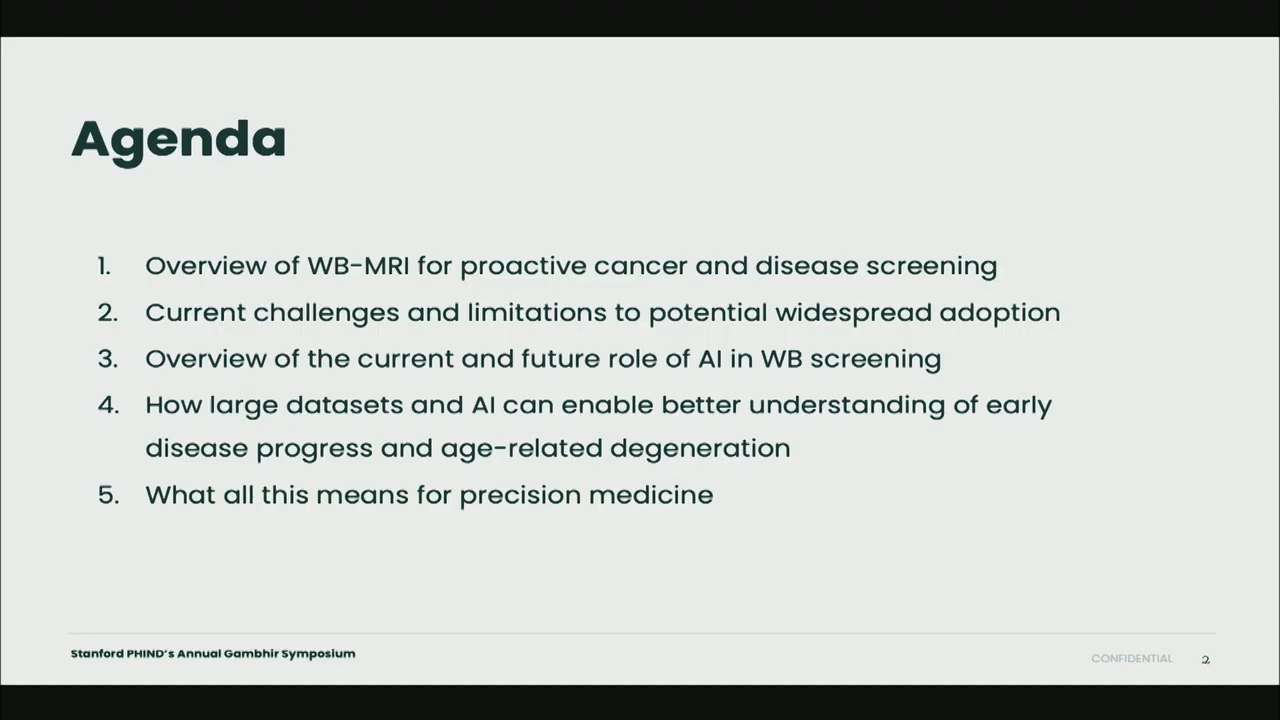 Agenda
1. Overview of WB-MRI for proactive cancer and disease screening
2. Current challenges and limitations to potential widespread adoption
3. Overview of the current and future role of AI in WB screening
4. How large datasets and AI can enable better understanding of early
disease progress and age-related degeneration
5. What all this means for precision medicine
Stanford PHIND's Annual Gambhir Symposium
CONFIDENTIAL 2